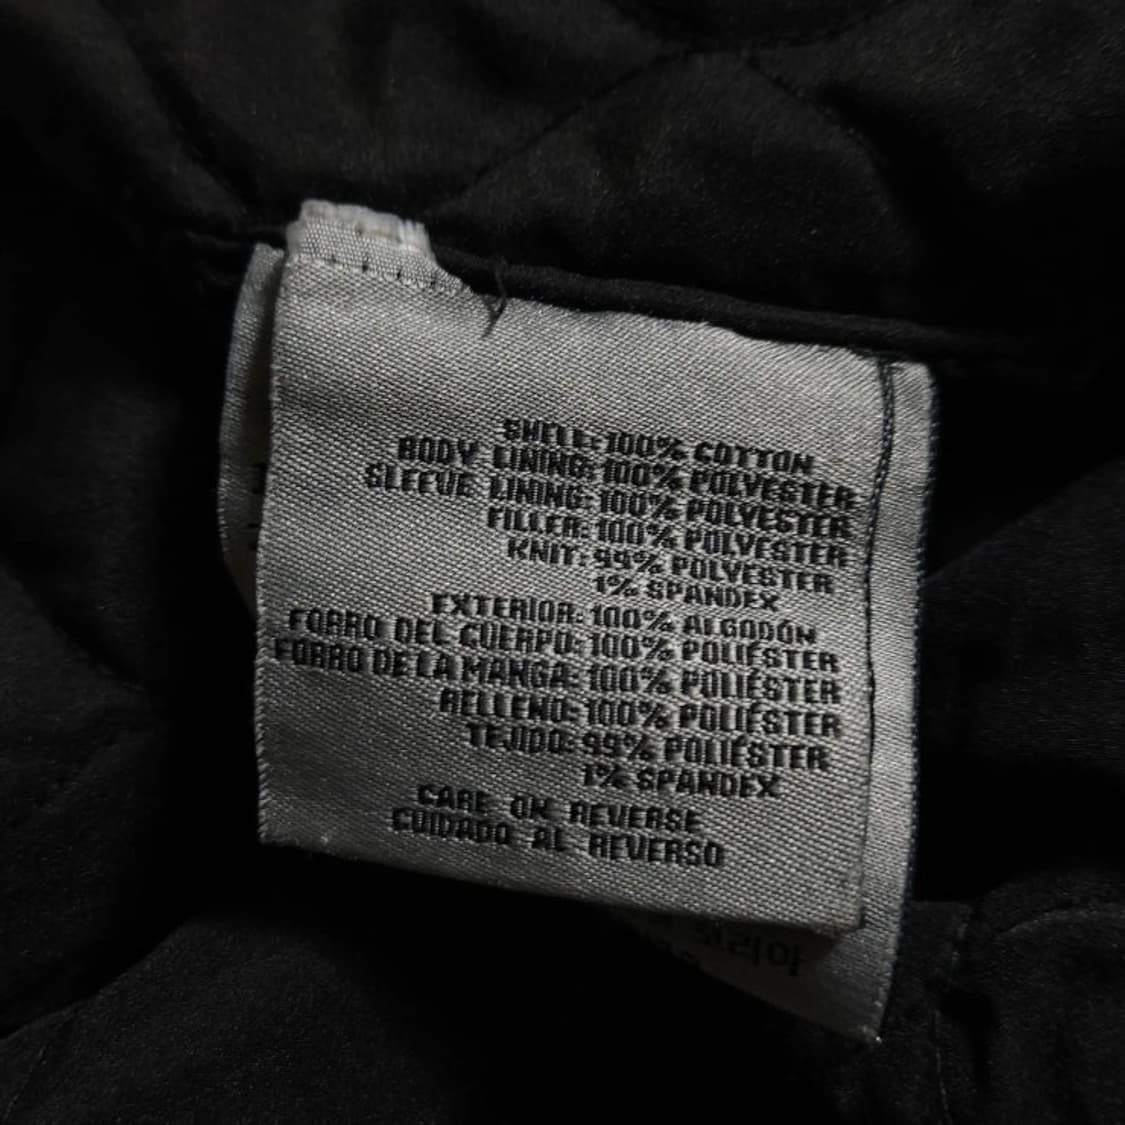 SHELL: 100% COTTON
BODY LINING: 100% POLYESTER
SLEEVE LINING: 100% POLYESTER
FILLER: 100% POLYESTER
KNIT: 99% POLYESTER
1% SPANDEX
EXTERIOR: 100% ALGODÓN
FORRO DEL CUERPO: 100% POLIÉSTER
FORRO DE LA MANGA: 100% POLIÉSTER
RELLENO: 100% POLIÉSTER
TEJIDO: 99% POLIÉSTER
1% SPANDEX
CARE ON REVERSE
CUIDADO AL REVERSO